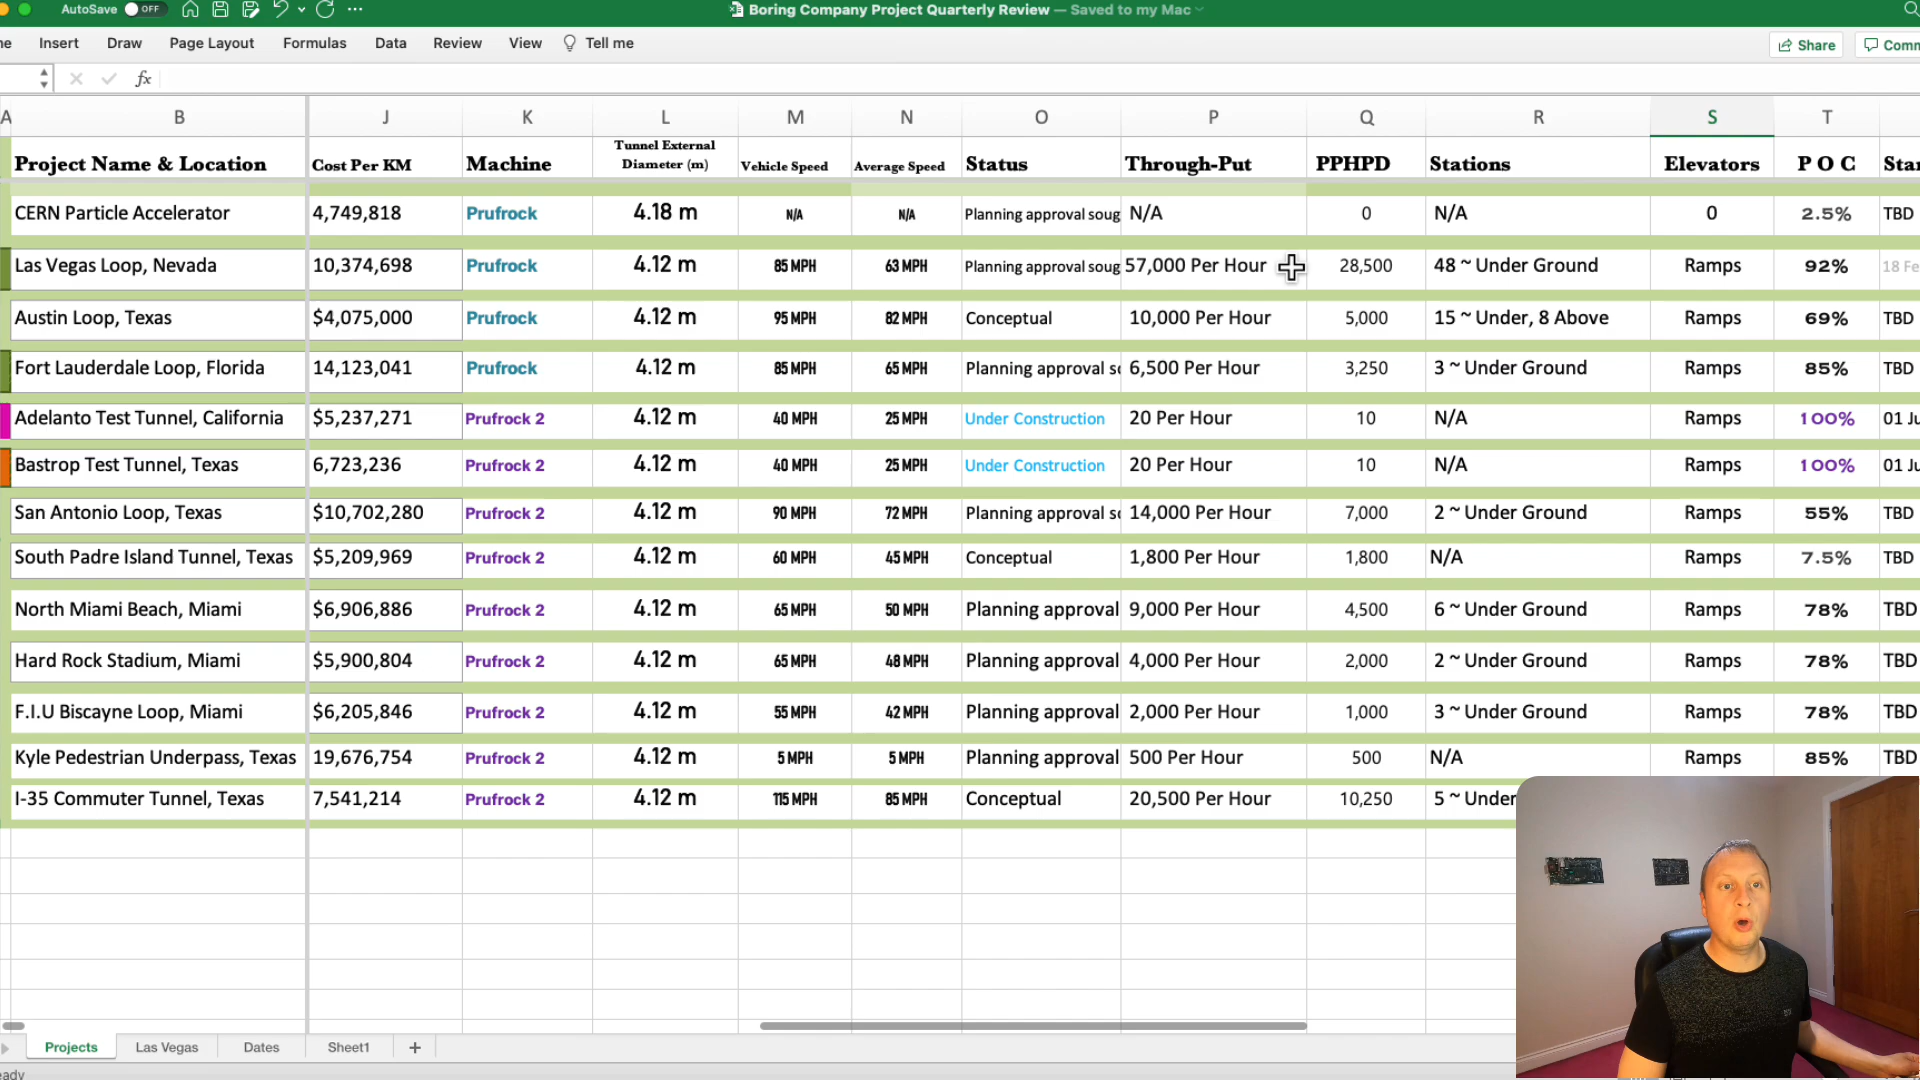 AutoSave OFF ... Boring Company Project Quarterly Review — Saved to my Mac
Insert Draw Page Layout Formulas Data Review View Tell me Share
fx
A B J K L M N O P Q R S T
Project Name & Location Cost Per KM Machine Tunnel External Diameter (m) Vehicle Speed Average Speed Status Through-Put PPHPD Stations Elevators P O C
CERN Particle Accelerator 4,749,818 Prufrock 4.18 m N/A N/A Planning approval soug N/A 0 N/A 0 2.5% TBD
Las Vegas Loop, Nevada 10,374,698 Prufrock 4.12 m 85 MPH 63 MPH Planning approval soug 57,000 Per Hour 28,500 48 ~ Under Ground Ramps 92% 18 Fe
Austin Loop, Texas $4,075,000 Prufrock 4.12 m 95 MPH 82 MPH Conceptual 10,000 Per Hour 5,000 15 ~ Under, 8 Above Ramps 69% TBD
Fort Lauderdale Loop, Florida 14,123,041 Prufrock 4.12 m 85 MPH 65 MPH Planning approval so 6,500 Per Hour 3,250 3 ~ Under Ground Ramps 85% TBD
Adelanto Test Tunnel, California $5,237,271 Prufrock 2 4.12 m 40 MPH 25 MPH Under Construction 20 Per Hour 10 N/A Ramps 100% 01 Ju
Bastrop Test Tunnel, Texas 6,723,236 Prufrock 2 4.12 m 40 MPH 25 MPH Under Construction 20 Per Hour 10 N/A Ramps 100% 01 Ju
San Antonio Loop, Texas $10,702,280 Prufrock 2 4.12 m 90 MPH 72 MPH Planning approval so 14,000 Per Hour 7,000 2 ~ Under Ground Ramps 55% TBD
South Padre Island Tunnel, Texas $5,209,969 Prufrock 2 4.12 m 60 MPH 45 MPH Conceptual 1,800 Per Hour 1,800 N/A Ramps 7.5% TBD
North Miami Beach, Miami $6,906,886 Prufrock 2 4.12 m 65 MPH 50 MPH Planning approval 9,000 Per Hour 4,500 6 ~ Under Ground Ramps 78% TBD
Hard Rock Stadium, Miami $5,900,804 Prufrock 2 4.12 m 65 MPH 48 MPH Planning approval 4,000 Per Hour 2,000 2 ~ Under Ground Ramps 78% TBD
F.I.U Biscayne Loop, Miami $6,205,846 Prufrock 2 4.12 m 55 MPH 42 MPH Planning approval 2,000 Per Hour 1,000 3 ~ Under Ground Ramps 78% TBD
Kyle Pedestrian Underpass, Texas 19,676,754 Prufrock 2 4.12 m 5 MPH 5 MPH Planning approval 500 Per Hour 500 N/A Ramps 85% TBD
I-35 Commuter Tunnel, Texas 7,541,214 Prufrock 2 4.12 m 115 MPH 85 MPH Conceptual 20,500 Per Hour 10,250 5 ~ Under
Projects Las Vegas Dates Sheet1 +